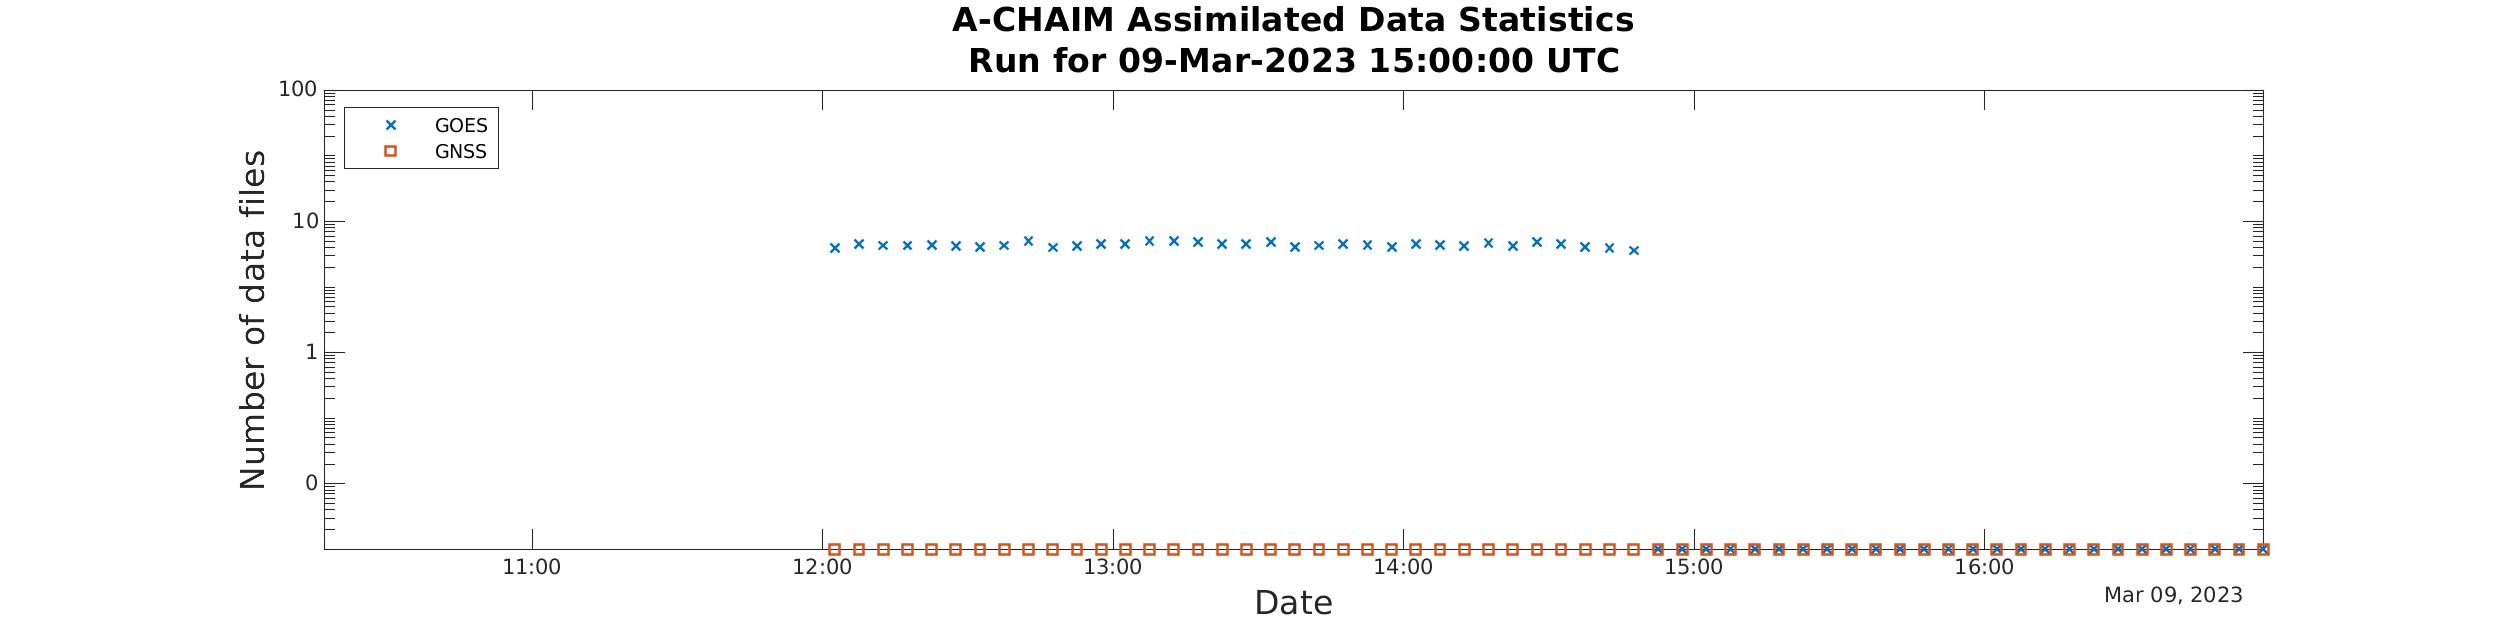 A-CHAIM Assimilated Data Statistics
Run for 09-Mar-2023 15:00:00 UTC
100
10
1
0
Number of data files
GOES
GNSS
11:00 12:00 13:00 14:00 15:00 16:00
Date
Mar 09, 2023